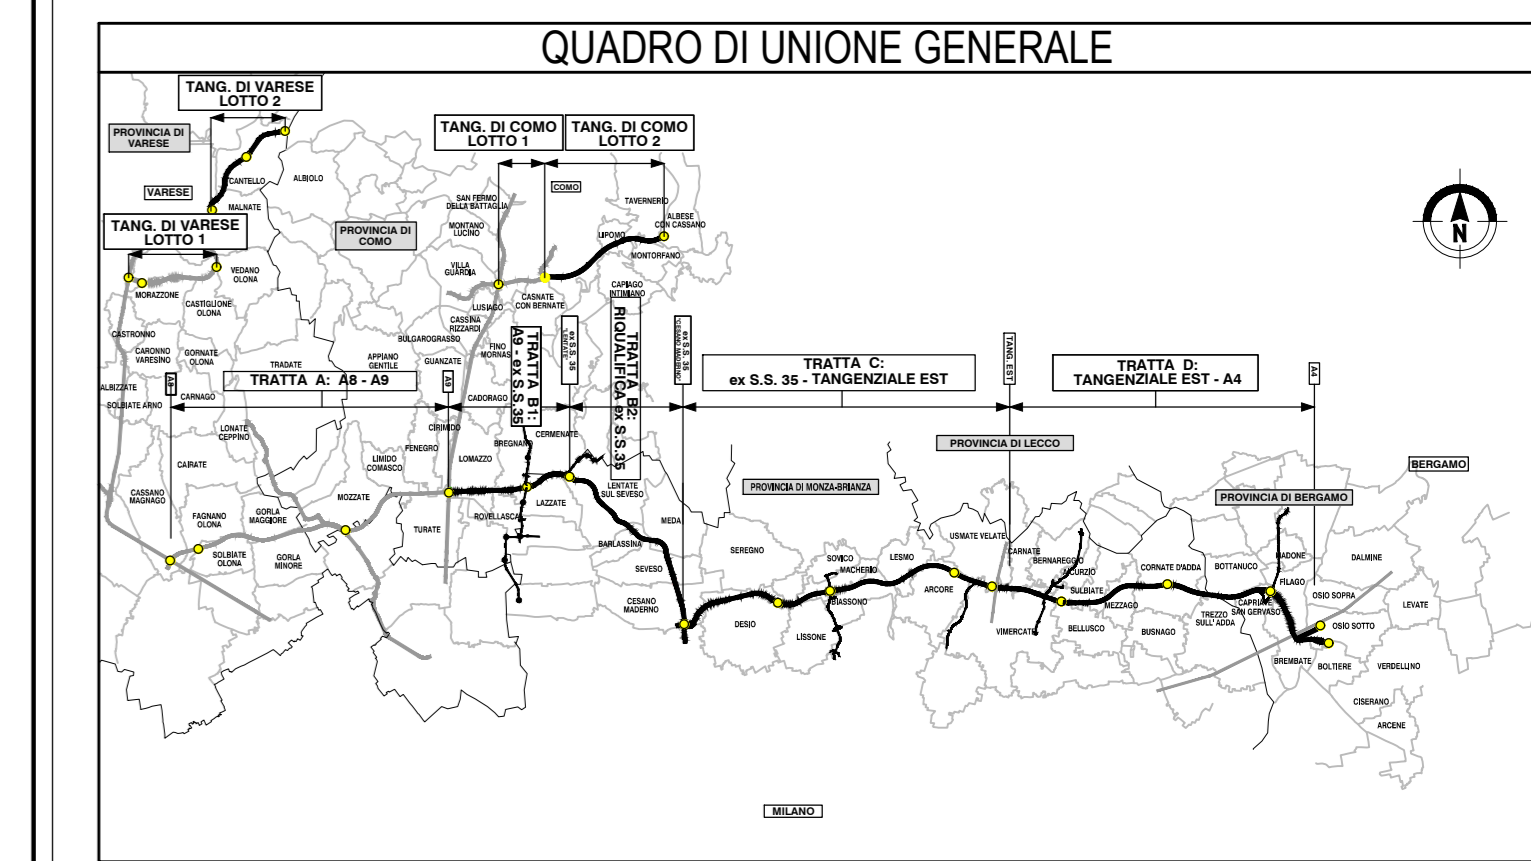 QUADRO DI UNIONE GENERALE
TANG. DI VARESE
LOTTO 2
PROVINCIA DI
VARESE
CANTELLO
ALBIOLO
VARESE
MALNATE
TANG. DI VARESE
LOTTO 1
VEDANO
OLONA
MORAZZONE
CASTIGLIONE
OLONA
PROVINCIA DI
COMO
TANG. DI COMO
LOTTO 1
TANG. DI COMO
LOTTO 2
COMO
SAN FERMO
DELLA BATTAGLIA
MONTANO
LUCINO
VILLA
GUARDIA
TAVERNERIO
ALBESE
CON CASSANO
LIPOMO
MONTORFANO
CAPIAGO
INTIMIANO
LUSIAGO
CASNATE
CON BERNATE
CASSINA
RIZZARDI
BULGAROGRASSO
FINO
MORNAS
CASTRONNO
CARONNO
VARESINO
GORNATE
OLONA
TRADATE
APPIANO
GENTILE
GUANZATE
ALBIZZATE
SOLBIATE ARNO
CARNAGO
A8
TRATTA A: A8 - A9
A9
CADORAGO
TRATTA B1:
A9 - ex S.S.35
ex S.S. 35
"LENTATE"
TRATTA B2:
RIQUALIFICA ex S.S.35
ex S.S. 35
"CESANO MADERNO"
TRATTA C:
ex S.S. 35 - TANGENZIALE EST
TANG. EST
TRATTA D:
TANGENZIALE EST - A4
A4
LONATE
CEPPINO
CIRIMIDO
FENEGRO
BREGNANO
CERMENATE
CAIRATE
LIMIDO
COMASCO
LOMAZZO
PROVINCIA DI LECCO
BERGAMO
CASSANO
MAGNAGO
MOZZATE
LAZZATE
LENTATE
SUL SEVESO
PROVINCIA DI MONZA-BRIANZA
PROVINCIA DI BERGAMO
FAGNANO
OLONA
GORLA
MAGGIORE
ROVELLASCA
TURATE
MEDA
SOLBIATE
OLONA
GORLA
MINORE
BARLASSINA
SEVESO
SEREGNO
SOVICO
MACHERIO
LESMO
USMATE VELATE
CARNATE
BERNAREGGIO
CORNATE D'ADDA
BOTTANUCO
MADONE
DALMINE
FILAGO
CESANO
MADERNO
DESIO
LISSONE
BIASSONO
ARCORE
SULBIATE
MEZZAGO
VIMERCATE
BELLUSCO
BUSNAGO
TREZZO
SULL' ADDA
CAPRIATE
SAN GERVASO
OSIO SOPRA
LEVATE
OSIO SOTTO
BREMBATE
BOLTIERE
VERDELLINO
CISERANO
ARCENE
MILANO
N